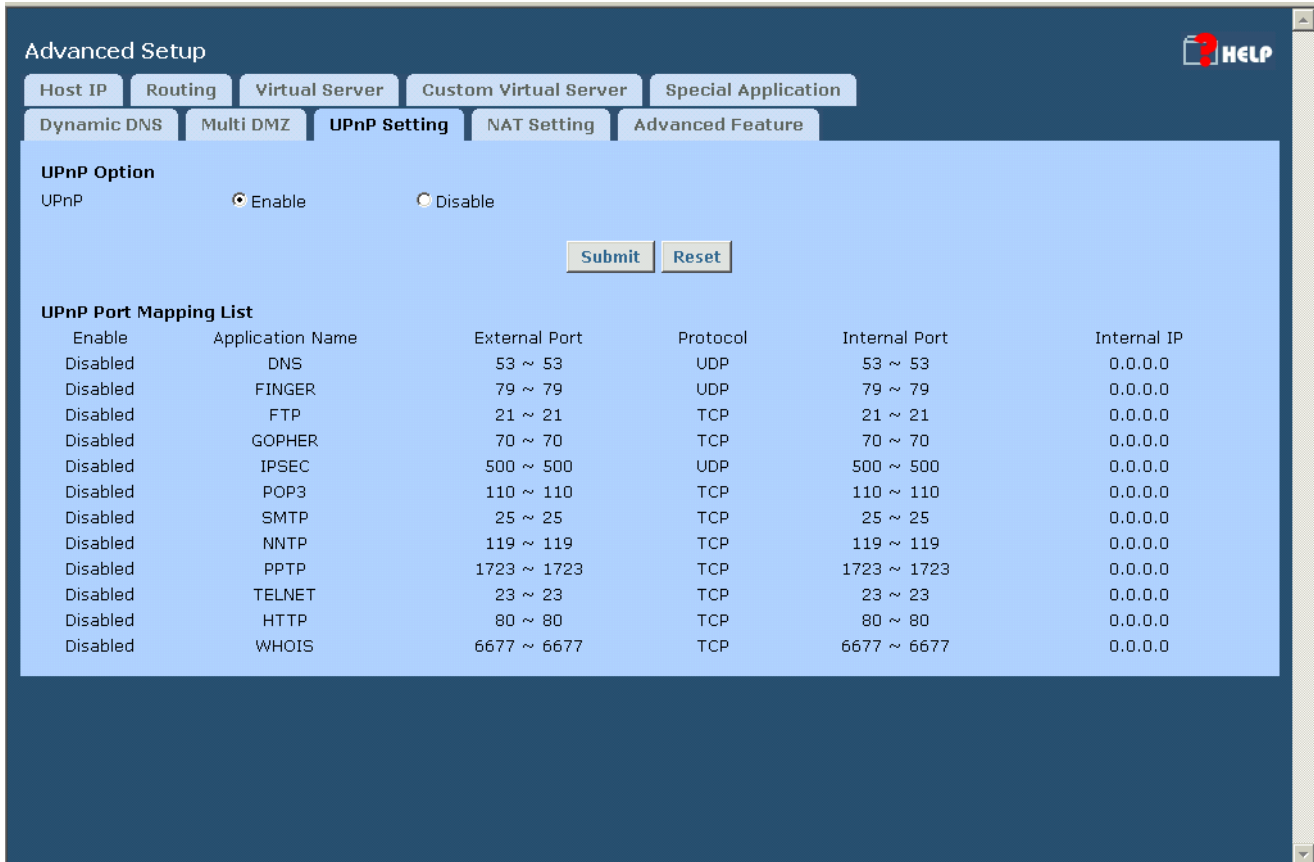 Advanced Setup
HELP
Host IP Routing Virtual Server Custom Virtual Server Special Application
Dynamic DNS Multi DMZ UPnP Setting NAT Setting Advanced Feature
UPnP Option
UPnP Enable Disable
Submit Reset
UPnP Port Mapping List
Enable Application Name External Port Protocol Internal Port Internal IP
Disabled DNS 53 ~ 53 UDP 53 ~ 53 0.0.0.0
Disabled FINGER 79 ~ 79 UDP 79 ~ 79 0.0.0.0
Disabled FTP 21 ~ 21 TCP 21 ~ 21 0.0.0.0
Disabled GOPHER 70 ~ 70 TCP 70 ~ 70 0.0.0.0
Disabled IPSEC 500 ~ 500 UDP 500 ~ 500 0.0.0.0
Disabled POP3 110 ~ 110 TCP 110 ~ 110 0.0.0.0
Disabled SMTP 25 ~ 25 TCP 25 ~ 25 0.0.0.0
Disabled NNTP 119 ~ 119 TCP 119 ~ 119 0.0.0.0
Disabled PPTP 1723 ~ 1723 TCP 1723 ~ 1723 0.0.0.0
Disabled TELNET 23 ~ 23 TCP 23 ~ 23 0.0.0.0
Disabled HTTP 80 ~ 80 TCP 80 ~ 80 0.0.0.0
Disabled WHOIS 6677 ~ 6677 TCP 6677 ~ 6677 0.0.0.0